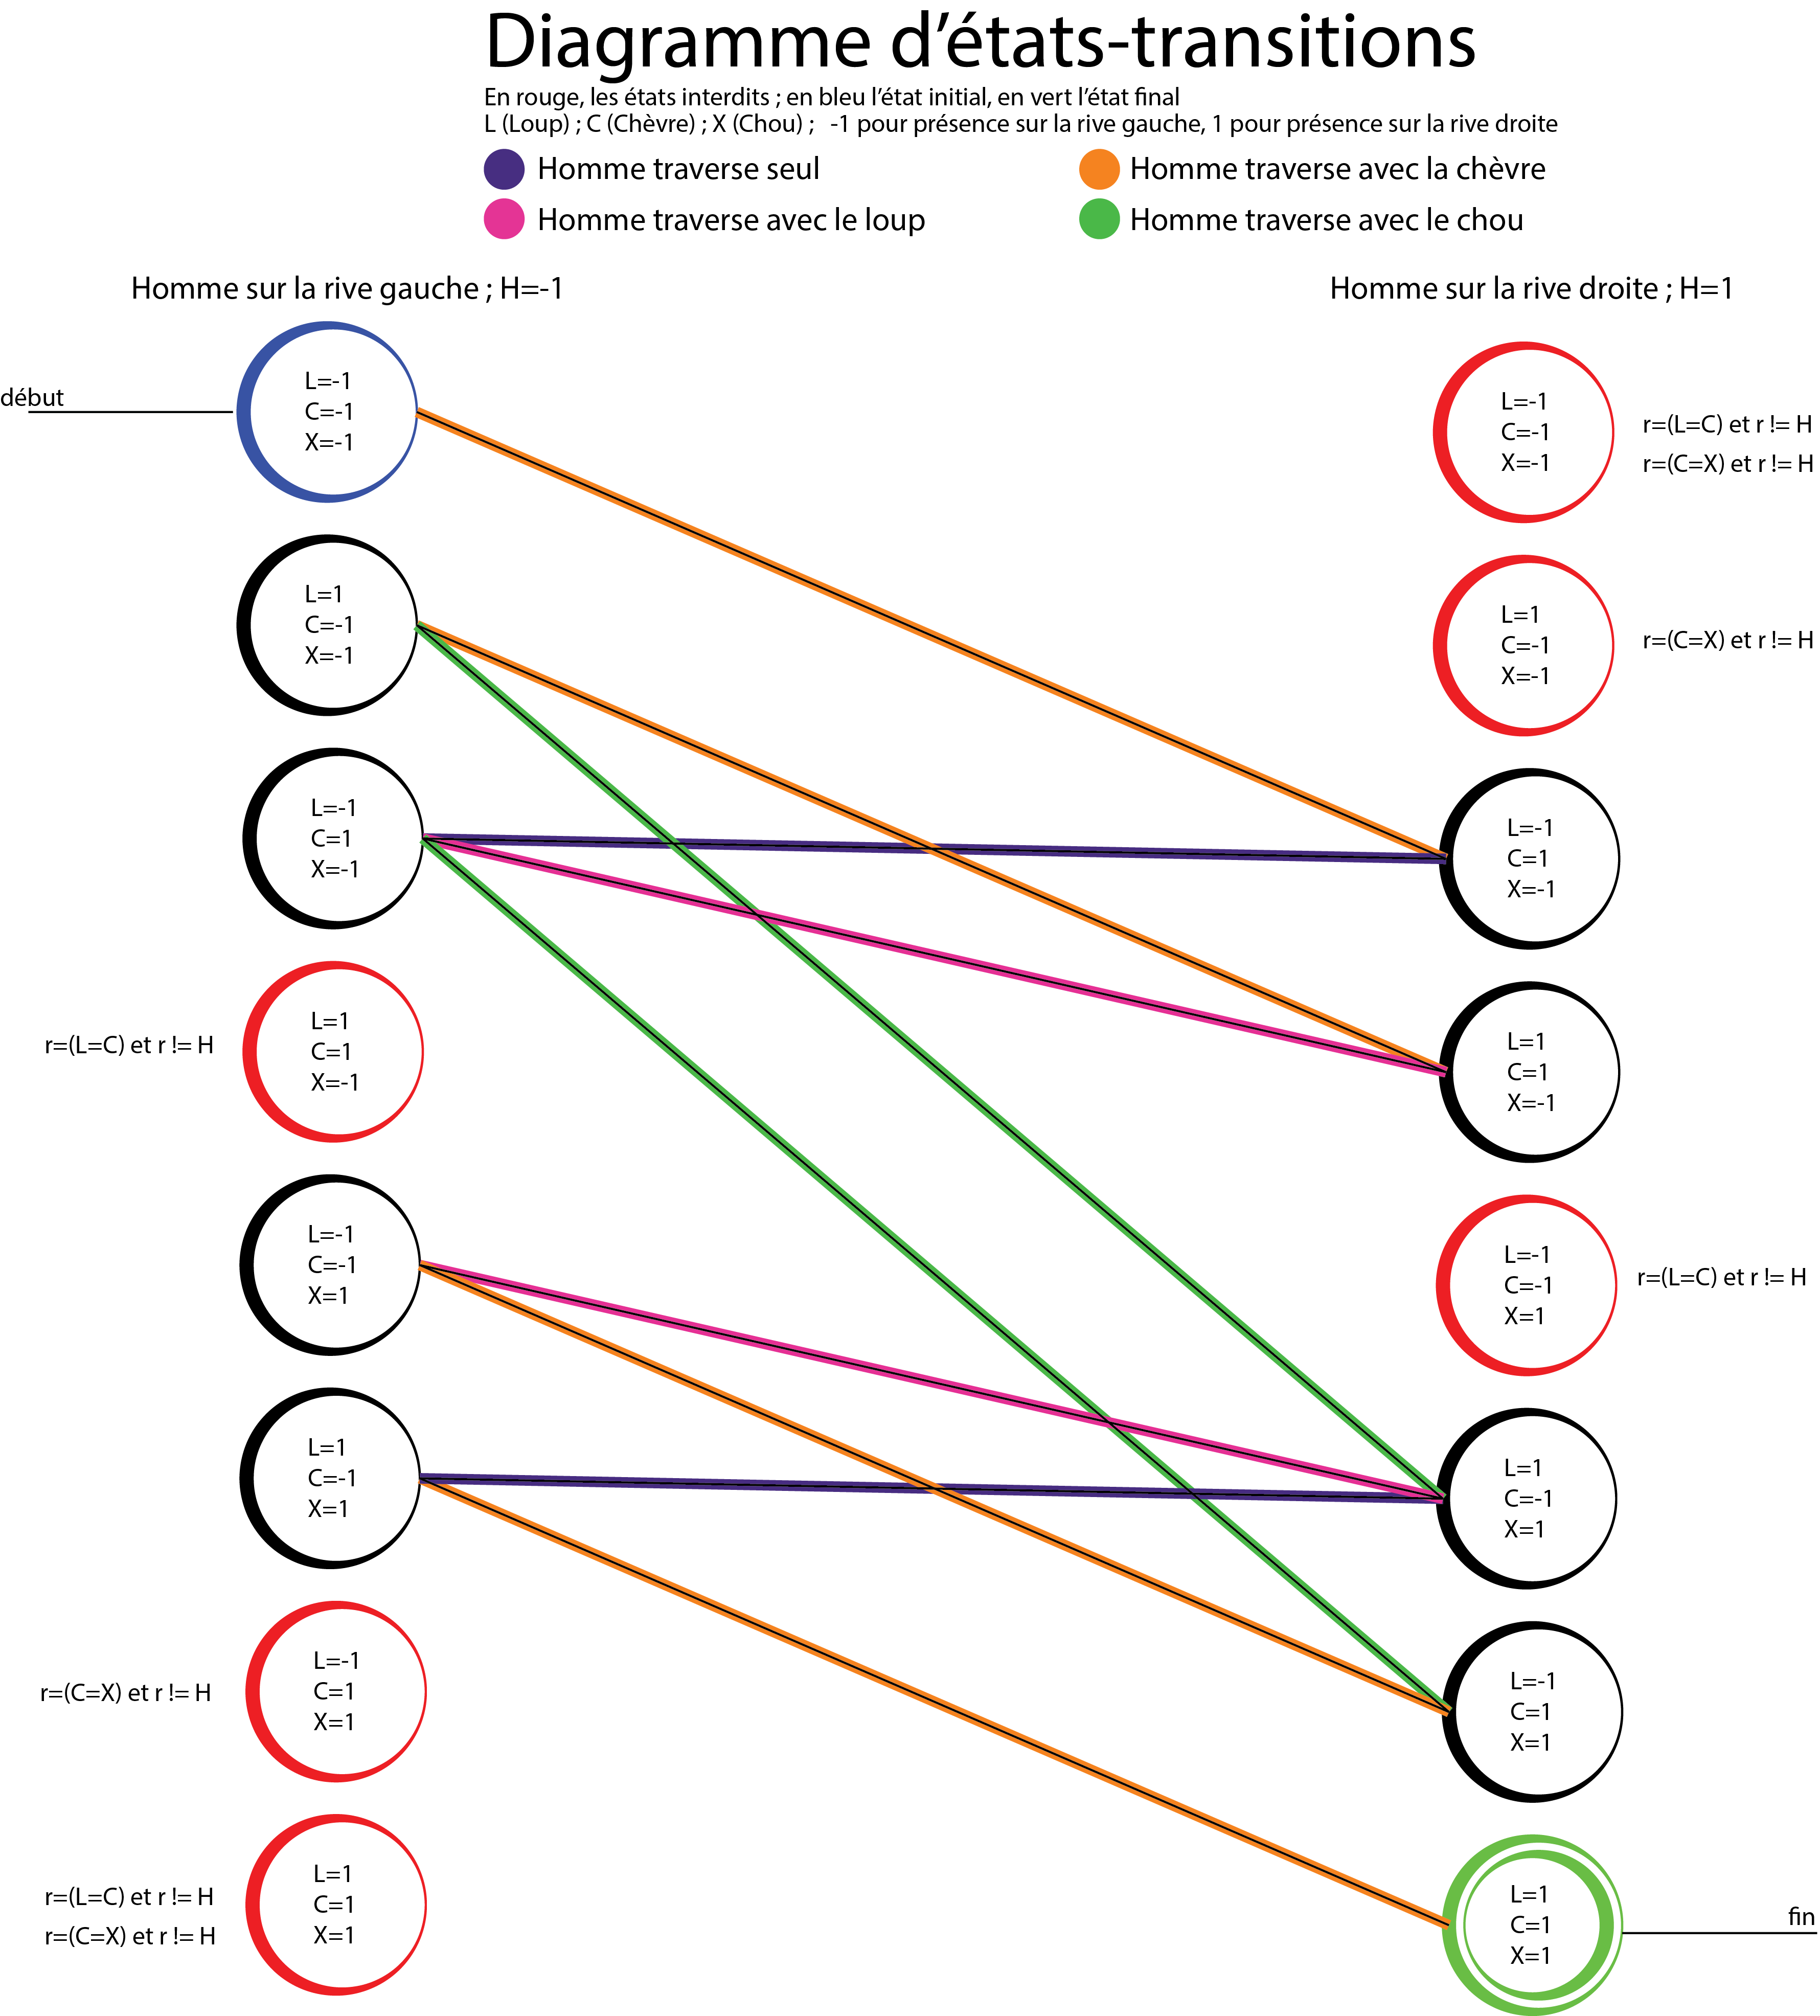 Diagramme d’états-transitions
En rouge, les états interdits ; en bleu l’état initial, en vert l’état final
L (Loup) ; C (Chèvre) ; X (Chou) ; -1 pour présence sur la rive gauche, 1 pour présence sur la rive droite
Homme traverse seul
Homme traverse avec la chèvre
Homme traverse avec le loup
Homme traverse avec le chou
Homme sur la rive gauche ; H=-1
début
L=-1
C=-1
X=-1
L=1
C=-1
X=-1
L=-1
C=1
X=-1
r=(L=C) et r != H
L=1
C=1
X=-1
L=-1
C=-1
X=1
L=1
C=-1
X=1
r=(C=X) et r != H
L=-1
C=1
X=1
r=(L=C) et r != H
r=(C=X) et r != H
L=1
C=1
X=1
Homme sur la rive droite ; H=1
L=-1
C=-1
X=-1
r=(L=C) et r != H
r=(C=X) et r != H
L=1
C=-1
X=-1
r=(C=X) et r != H
L=-1
C=1
X=-1
L=1
C=1
X=-1
L=-1
C=-1
X=1
r=(L=C) et r != H
L=1
C=-1
X=1
L=-1
C=1
X=1
L=1
C=1
X=1
fin